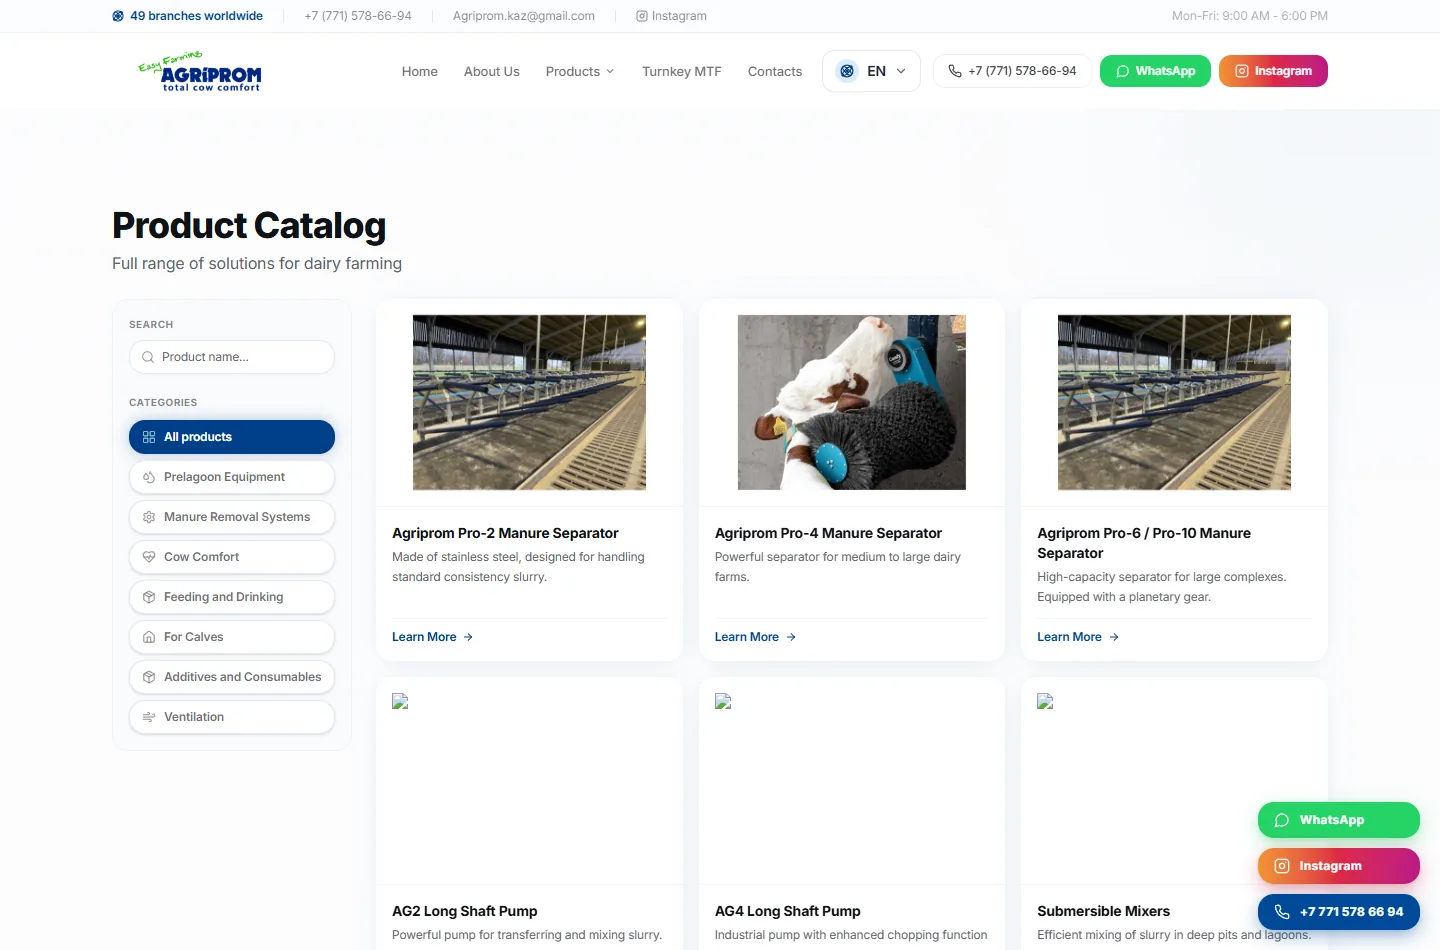 49 branches worldwide
+7 (771) 578-66-94
Agriprom.kaz@gmail.com
Instagram
Mon-Fri: 9:00 AM - 6:00 PM
Easy Farming
AGRIPROM
total cow comfort
Home
About Us
Products
Turnkey MTF
Contacts
EN
+7 (771) 578-66-94
WhatsApp
Instagram
Product Catalog
Full range of solutions for dairy farming
SEARCH
Product name...
CATEGORIES
All products
Prelagoon Equipment
Manure Removal Systems
Cow Comfort
Feeding and Drinking
For Calves
Additives and Consumables
Ventilation
Agriprom Pro-2 Manure Separator
Made of stainless steel, designed for handling
standard consistency slurry.
Learn More
Agriprom Pro-4 Manure Separator
Powerful separator for medium to large dairy
farms.
Learn More
Agriprom Pro-6 / Pro-10 Manure
Separator
High-capacity separator for large complexes.
Equipped with a planetary gear.
Learn More
AG2 Long Shaft Pump
Powerful pump for transferring and mixing slurry.
AG4 Long Shaft Pump
Industrial pump with enhanced chopping function
Submersible Mixers
Efficient mixing of slurry in deep pits and lagoons.
WhatsApp
Instagram
+7 771 578 66 94